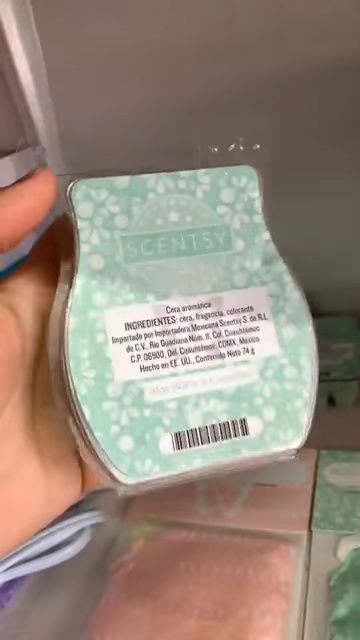 SCENTSY
Cera aromática
INGREDIENTES: cera, fragancia, colorante
Importado por Importadora Mexicana Scentsy S. de R.L
de C.V., Río Guadiana Núm. 11, Col. Cuauhtémoc
C.P. 06500, Del. Cuauhtémoc, CDMX, México
Hecho en EE. UU., Contenido Neto 74 g